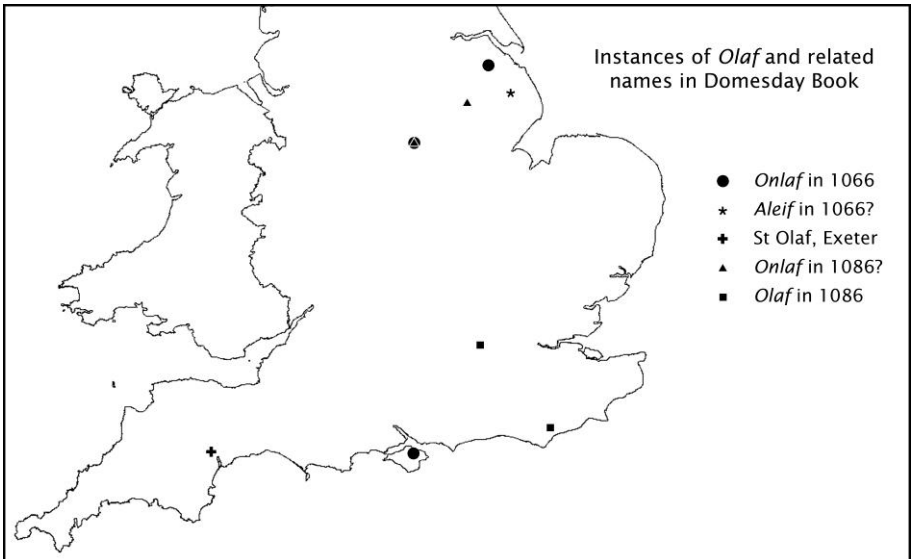 Instances of Olaf and related
names in Domesday Book
Onlaf in 1066
Aleif in 1066?
St Olaf, Exeter
Onlaf in 1086?
Olaf in 1086